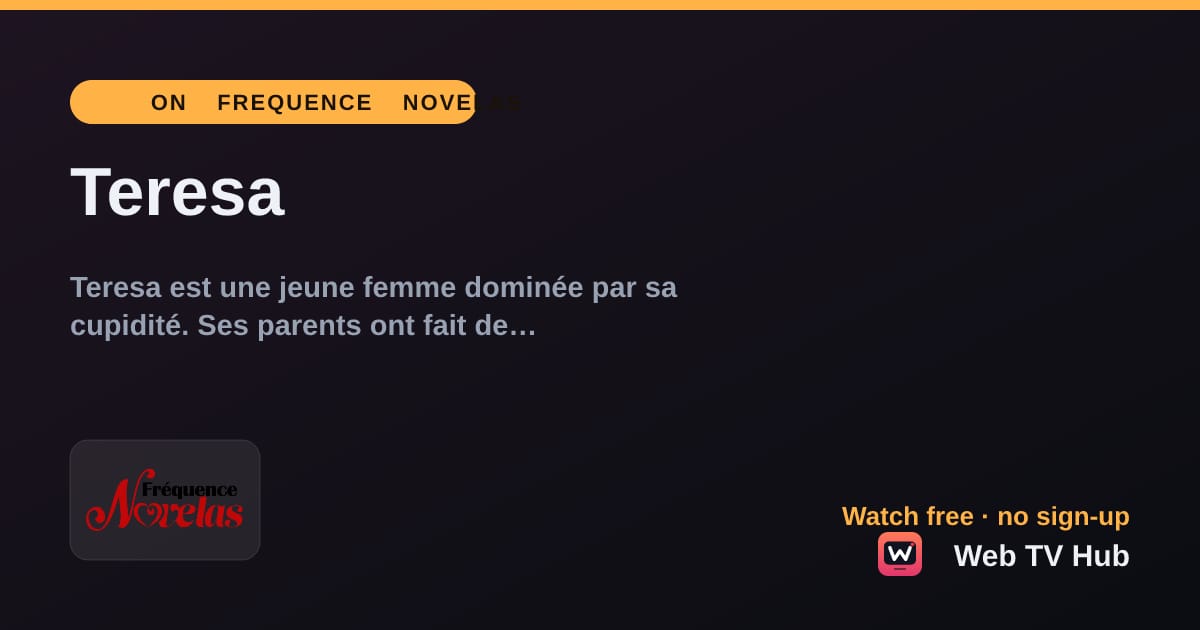 ON FREQUENCE NOVELAS
Teresa
Teresa est une jeune femme dominée par sa
cupidité. Ses parents ont fait de…
Fréquence
Novelas
Watch free · no sign-up
W
Web TV Hub